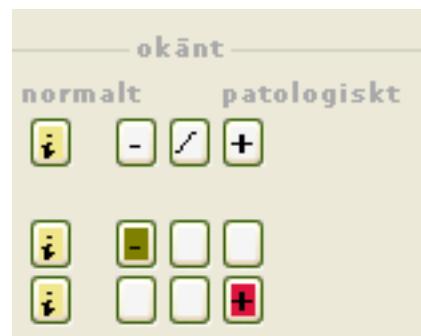 okänt
normalt patologiskt
i - / +
i -
i +